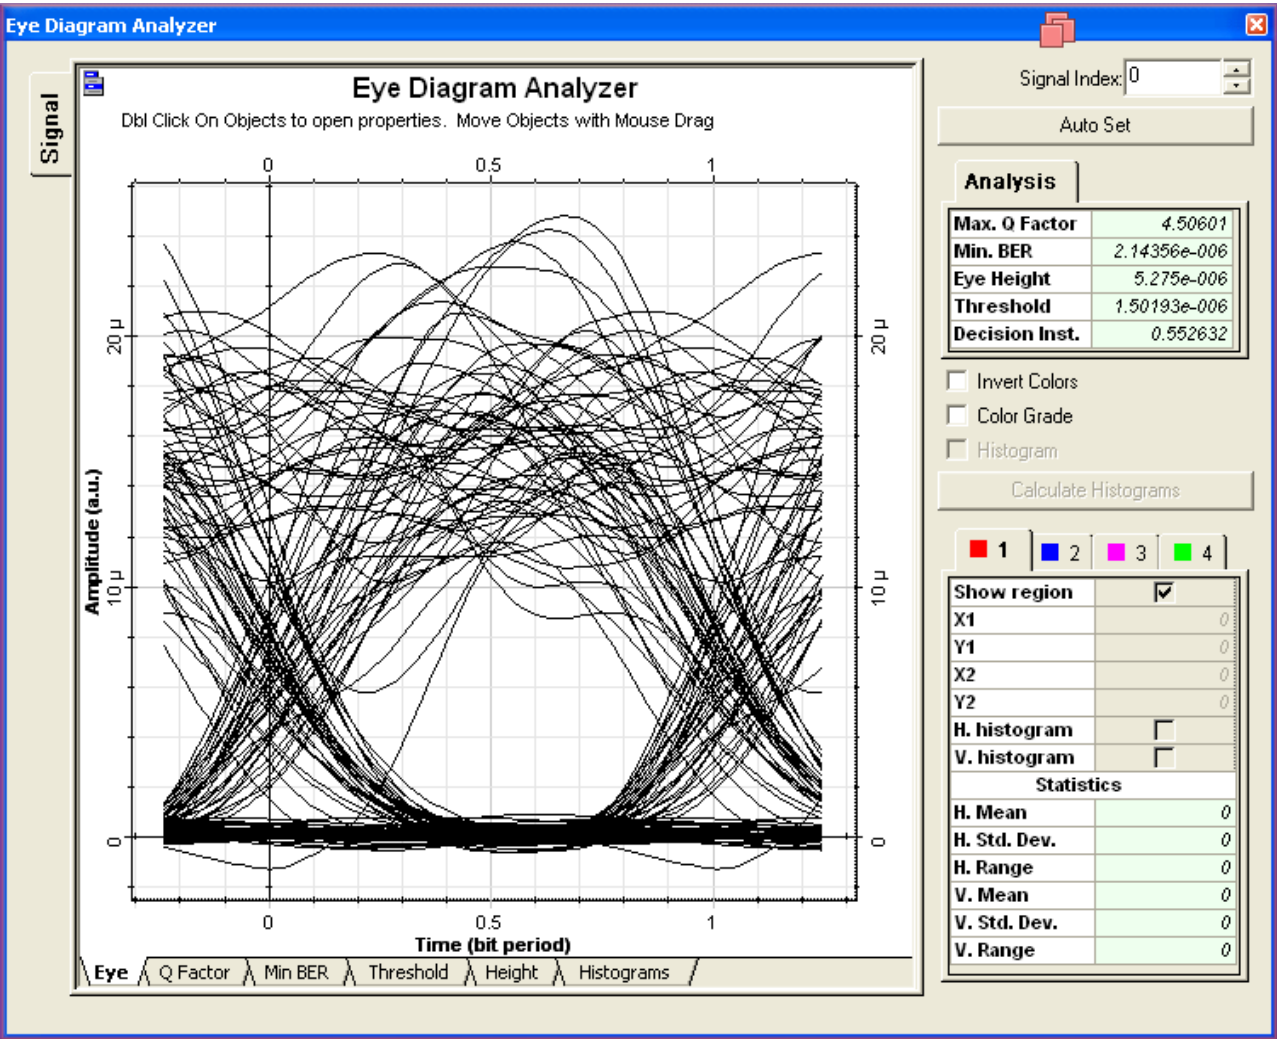 Eye Diagram Analyzer
Signal
Eye Diagram Analyzer
Dbl Click On Objects to open properties.  Move Objects with Mouse Drag
0 0.5 1
20 µ 20 µ
10 µ 10 µ
0 0
Amplitude (a.u.)
0 0.5 1
Time (bit period)
Eye Q Factor Min BER Threshold Height Histograms
Signal Index: 0
Auto Set
Analysis
Max. Q Factor 4.50601
Min. BER 2.14356e-006
Eye Height 5.275e-006
Threshold 1.50193e-006
Decision Inst. 0.552632
Invert Colors
Color Grade
Histogram
Calculate Histograms
1 2 3 4
Show region
X1 0
Y1 0
X2 0
Y2 0
H. histogram
V. histogram
Statistics
H. Mean 0
H. Std. Dev. 0
H. Range 0
V. Mean 0
V. Std. Dev. 0
V. Range 0